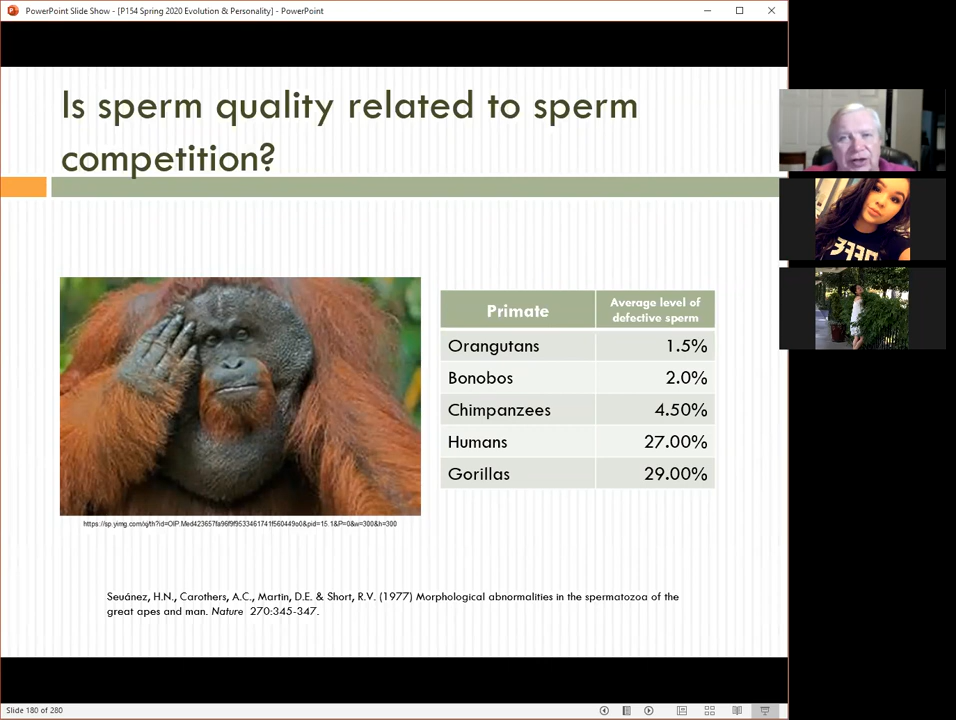 PowerPoint Slide Show - [P154 Spring 2020 Evolution & Personality] - PowerPoint
Is sperm quality related to sperm
competition?
Primate Average level of
defective sperm
Orangutans 1.5%
Bonobos 2.0%
Chimpanzees 4.50%
Humans 27.00%
Gorillas 29.00%
Seuánez, H.N., Carothers, A.C., Martin, D.E. & Short, R.V. (1977) Morphological abnormalities in the spermatozoa of the
great apes and man. Nature 270:345-347.
Slide 180 of 280